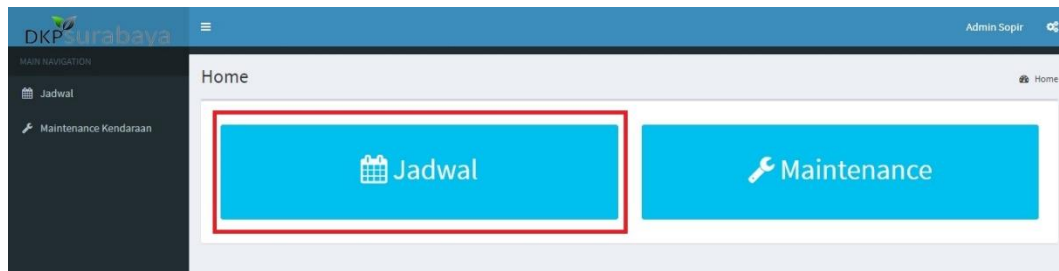 DKPSurabaya
Admin Sopir
MAIN NAVIGATION
Jadwal
Maintenance Kendaraan
Home
Home
Jadwal
Maintenance